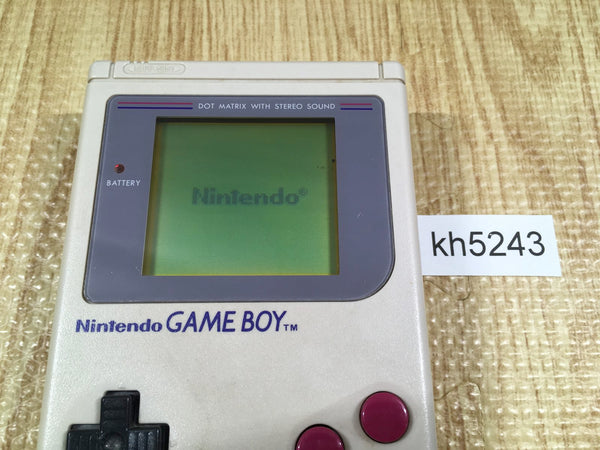 DOT MATRIX WITH STEREO SOUND
BATTERY
Nintendo®
kh5243
Nintendo GAME BOY™